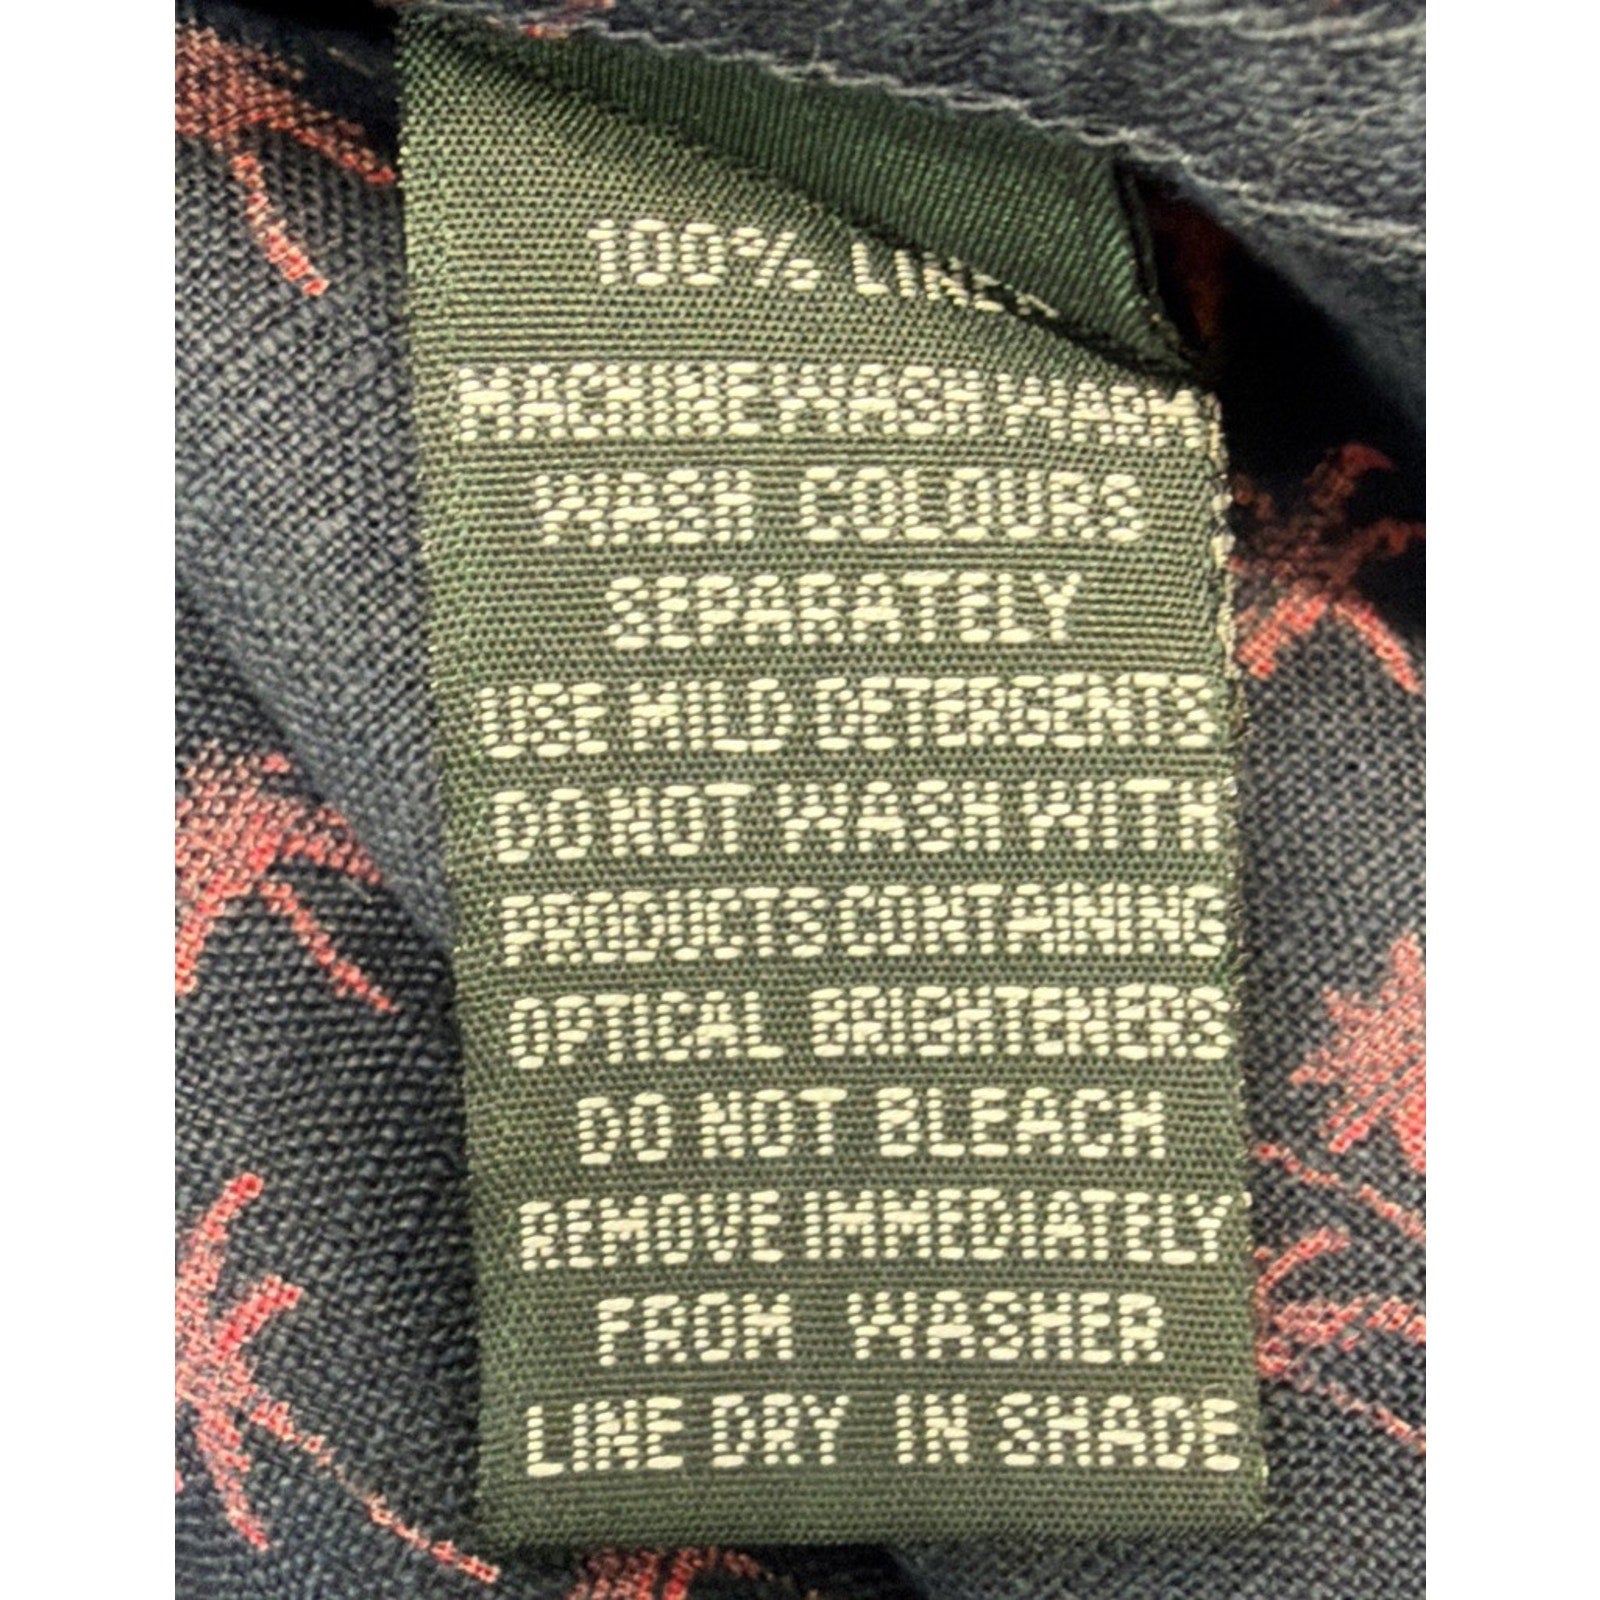 100% LINEN
MACHINE WASH WARM
WASH COLOURS
SEPARATELY
USE MILD DETERGENTS
DO NOT WASH WITH
PRODUCTS CONTAINING
OPTICAL BRIGHTENERS
DO NOT BLEACH
REMOVE IMMEDIATELY
FROM WASHER
LINE DRY IN SHADE